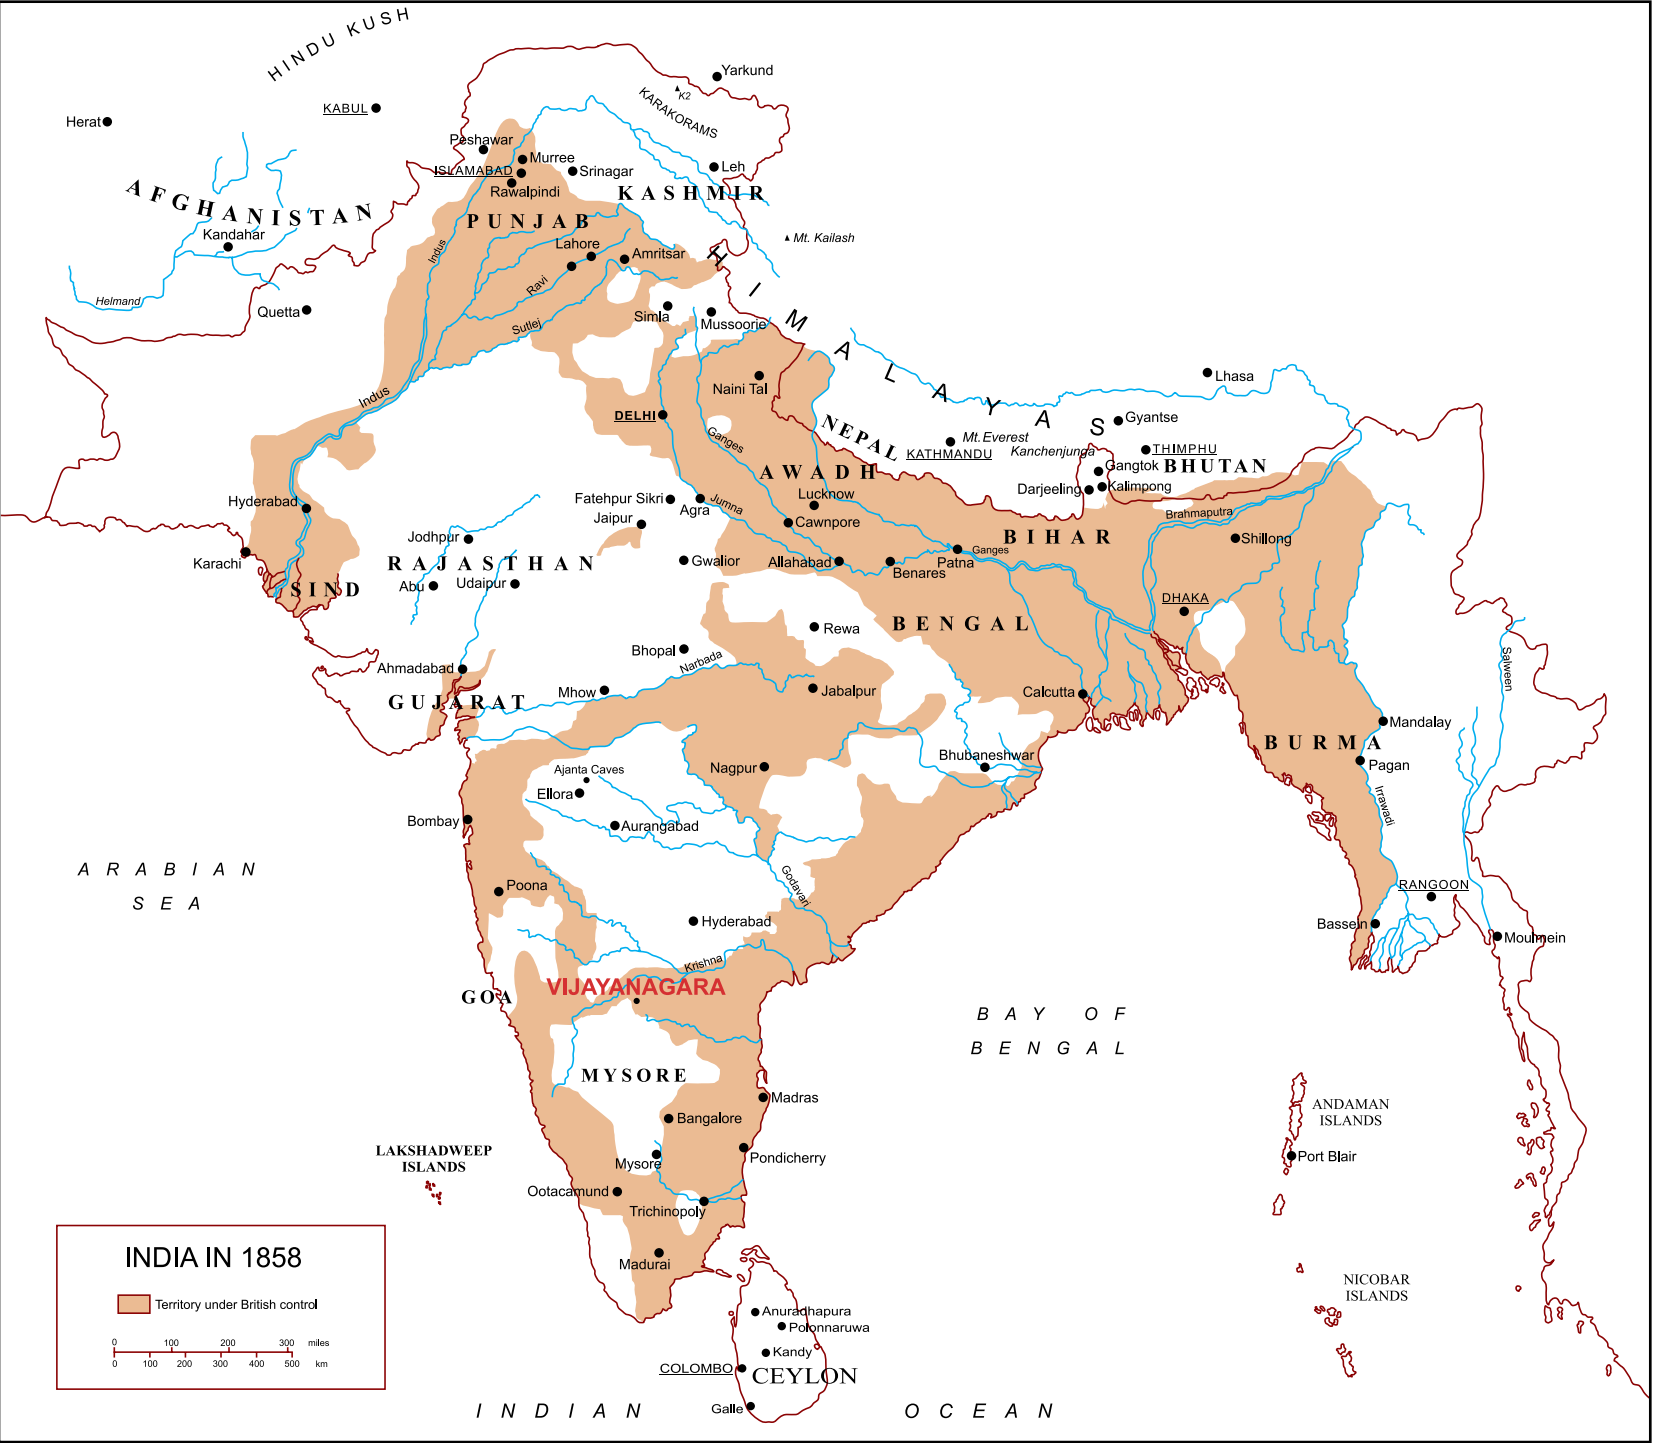 HINDU KUSH
Yarkund
K2
KARAKORAMS
KABUL
Herat
Peshawar
Murree
ISLAMABAD
Srinagar
Leh
Rawalpindi
KASHMIR
AFGHANISTAN
PUNJAB
Kandahar
Lahore
Amritsar
Mt. Kailash
Indus
Ravi
Helmand
Quetta
Sutlej
Simla
Mussoorie
HIMALAYAS
Naini Tal
Lhasa
Indus
DELHI
Ganges
NEPAL
Gyantse
Mt.Everest
KATHMANDU
Kanchenjunga
THIMPHU
Gangtok
BHUTAN
AWADH
Darjeeling
Kalimpong
Hyderabad
Fatehpur Sikri
Agra
Jumna
Lucknow
Jaipur
Cawnpore
Brahmaputra
Jodhpur
BIHAR
Shillong
Karachi
RAJASTHAN
Gwalior
Allahabad
Benares
Patna
Ganges
SIND
Abu
Udaipur
DHAKA
Rewa
BENGAL
Bhopal
Narbada
Salween
Ahmadabad
GUJARAT
Mhow
Jabalpur
Calcutta
Mandalay
BURMA
Pagan
Bhubaneshwar
Ajanta Caves
Nagpur
Ellora
Irrawadi
Bombay
Aurangabad
ARABIAN
SEA
Godavari
Poona
RANGOON
Hyderabad
Bassein
Moulmein
Krishna
VIJAYANAGARA
GOA
BAY OF
BENGAL
MYSORE
Madras
Bangalore
ANDAMAN
ISLANDS
LAKSHADWEEP
ISLANDS
Mysore
Pondicherry
Port Blair
Ootacamund
Trichinopoly
Madurai
INDIA IN 1858
Territory under British control
0 100 200 300 miles
0 100 200 300 400 500 km
NICOBAR
ISLANDS
Anuradhapura
Polonnaruwa
Kandy
COLOMBO
CEYLON
Galle
INDIAN OCEAN